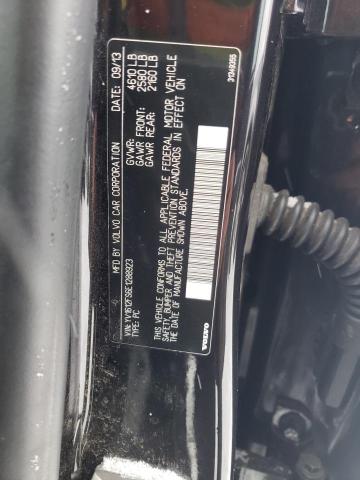 MFD BY VOLVO CAR CORPORATION DATE: 09/13
GVWR: 4610 LB
GAWR FRONT: 2580 LB
GAWR REAR: 2160 LB
VIN: YV1612FS6E1288923
TYPE: PC
THIS VEHICLE CONFORMS TO ALL APPLICABLE FEDERAL MOTOR VEHICLE
SAFETY, BUMPER AND THEFT PREVENTION STANDARDS IN EFFECT
ON THE DATE OF MANUFACTURE SHOWN ABOVE.
VOLVO